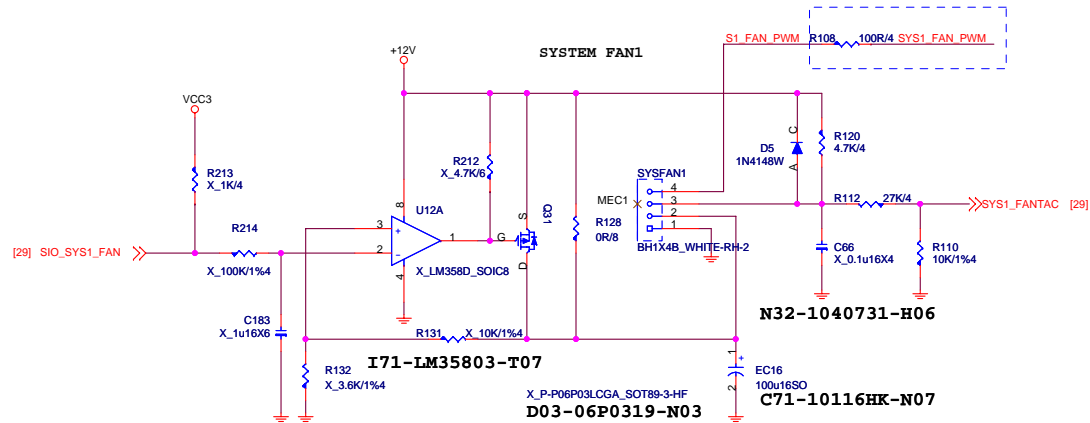 S1_FAN_PWM
R108
100R/4
SYS1_FAN_PWM
+12V
SYSTEM FAN1
VCC3
R213
X_1K/4
R212
X_4.7K/6
D5
1N4148W
C
A
R120
4.7K/4
SYSFAN1
MEC1
4
3
2
1
BH1X4B_WHITE-RH-2
R112
27K/4
SYS1_FANTAC [29]
U12A
8
3
+
2
-
1
4
X_LM358D_SOIC8
G
S
D
Q31
R128
0R/8
[29] SIO_SYS1_FAN
R214
X_100K/1%4
C66
X_0.1u16X4
R110
10K/1%4
C183
X_1u16X6
N32-1040731-H06
R131
X_10K/1%4
I71-LM35803-T07
R132
X_3.6K/1%4
1
+
EC16
100u16SO
2
X_P-P06P03LCGA_SOT89-3-HF
D03-06P0319-N03
C71-10116HK-N07